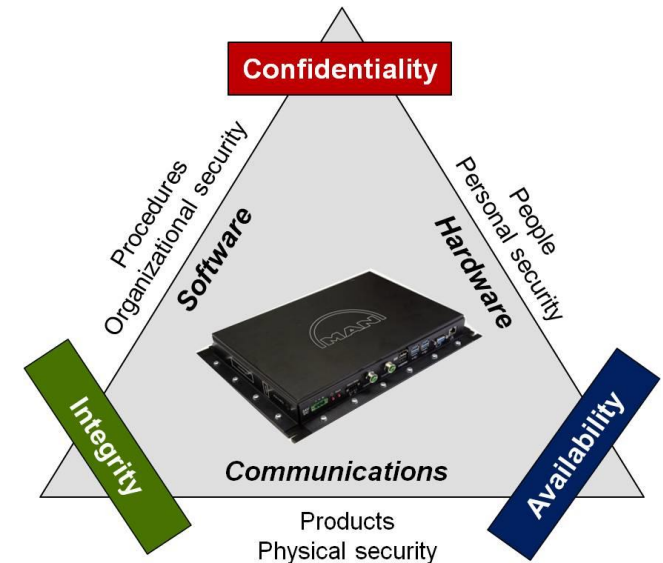 Confidentiality
Procedures
Organizational security
Software
People
Personal security
Hardware
MAN
Integrity
Availability
Communications
Products
Physical security